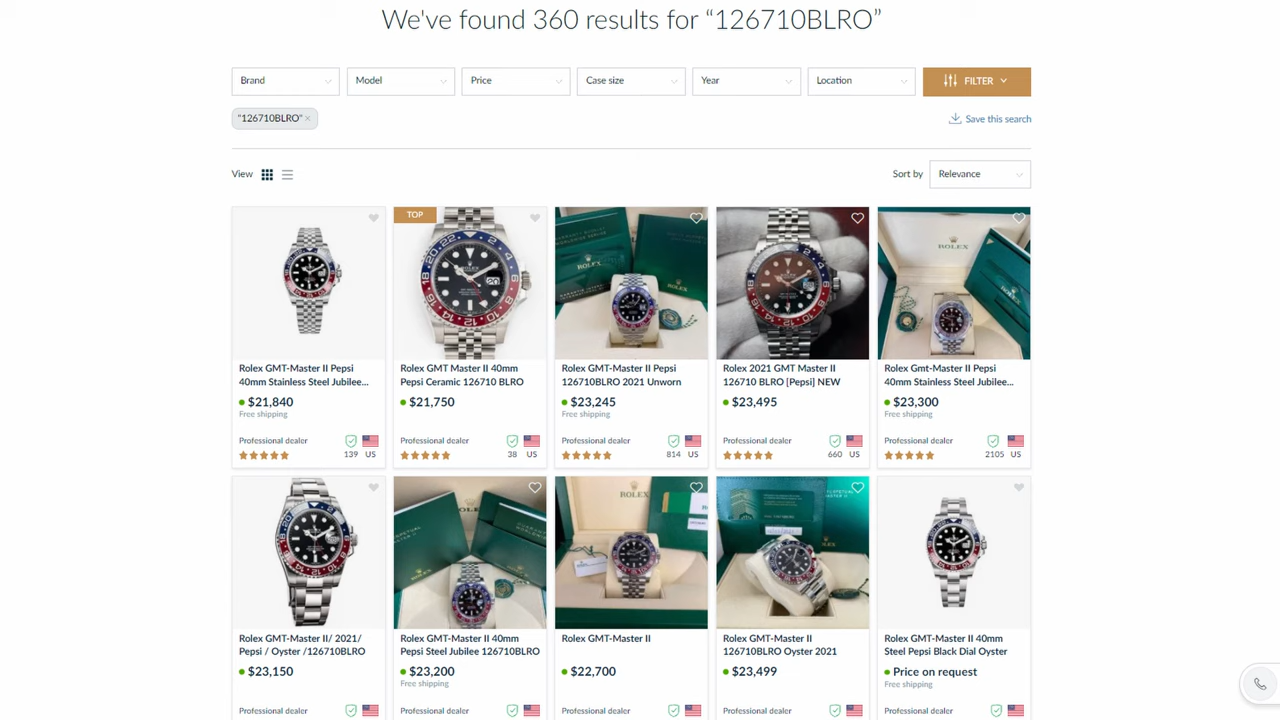 We've found 360 results for “126710BLRO”
Brand
Model
Price
Case size
Year
Location
FILTER
"126710BLRO" ×
Save this search
View
Sort by
Relevance
TOP
ROLEX
ROLEX
Rolex GMT-Master II Pepsi
40mm Stainless Steel Jubilee...
$21,840
Free shipping
Professional dealer
139 US
Rolex GMT Master II 40mm
Pepsi Ceramic 126710 BLRO
$21,750
Professional dealer
38 US
Rolex GMT-Master II Pepsi
126710BLRO 2021 Unworn
$23,245
Free shipping
Professional dealer
814 US
Rolex 2021 GMT Master II
126710 BLRO [Pepsi] NEW
$23,495
Professional dealer
660 US
Rolex Gmt-Master II Pepsi
40mm Stainless Steel Jubilee...
$23,300
Free shipping
Professional dealer
2105 US
ROLEX
Rolex GMT-Master II/ 2021/
Pepsi / Oyster /126710BLRO
$23,150
Professional dealer
Rolex GMT-Master II 40mm
Pepsi Steel Jubilee 126710BLRO
$23,200
Free shipping
Professional dealer
Rolex GMT-Master II
$22,700
Professional dealer
Rolex GMT-Master II
126710BLRO Oyster 2021
$23,499
Professional dealer
Rolex GMT-Master II 40mm
Steel Pepsi Black Dial Oyster
Price on request
Free shipping
Professional dealer